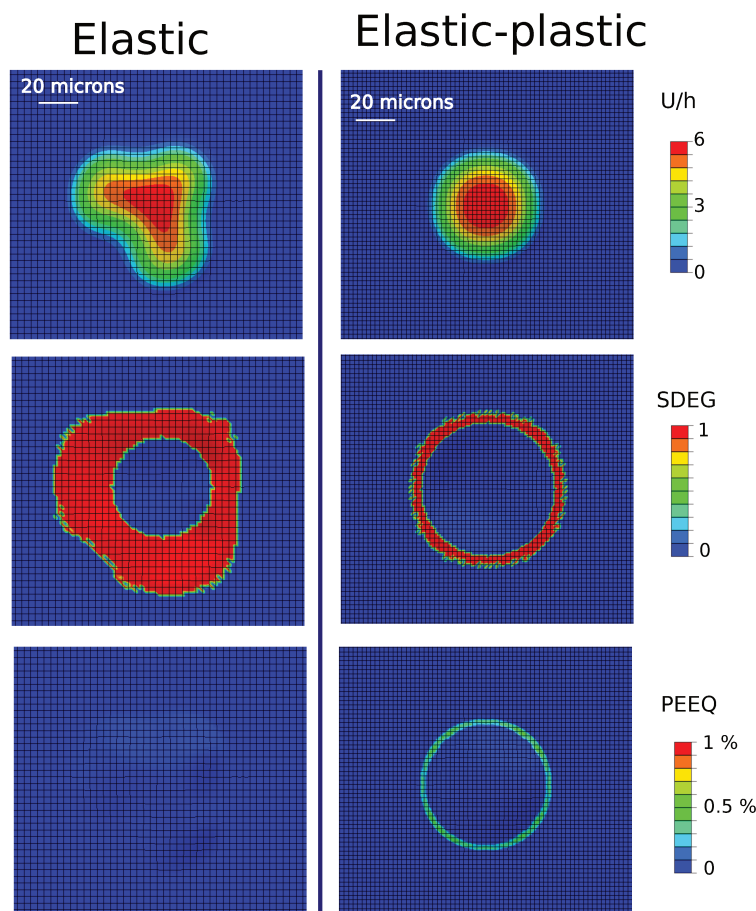 Elastic
Elastic-plastic
20 microns
20 microns
U/h
6
3
0
SDEG
1
0
PEEQ
1 %
0.5 %
0